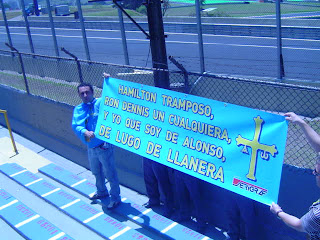 HAMILTON TRAMPOSO,
RON DENNIS UN CUALQUIERA,
Y YO QUE SOY DE ALONSO,
DE LUGO DE LLANERA